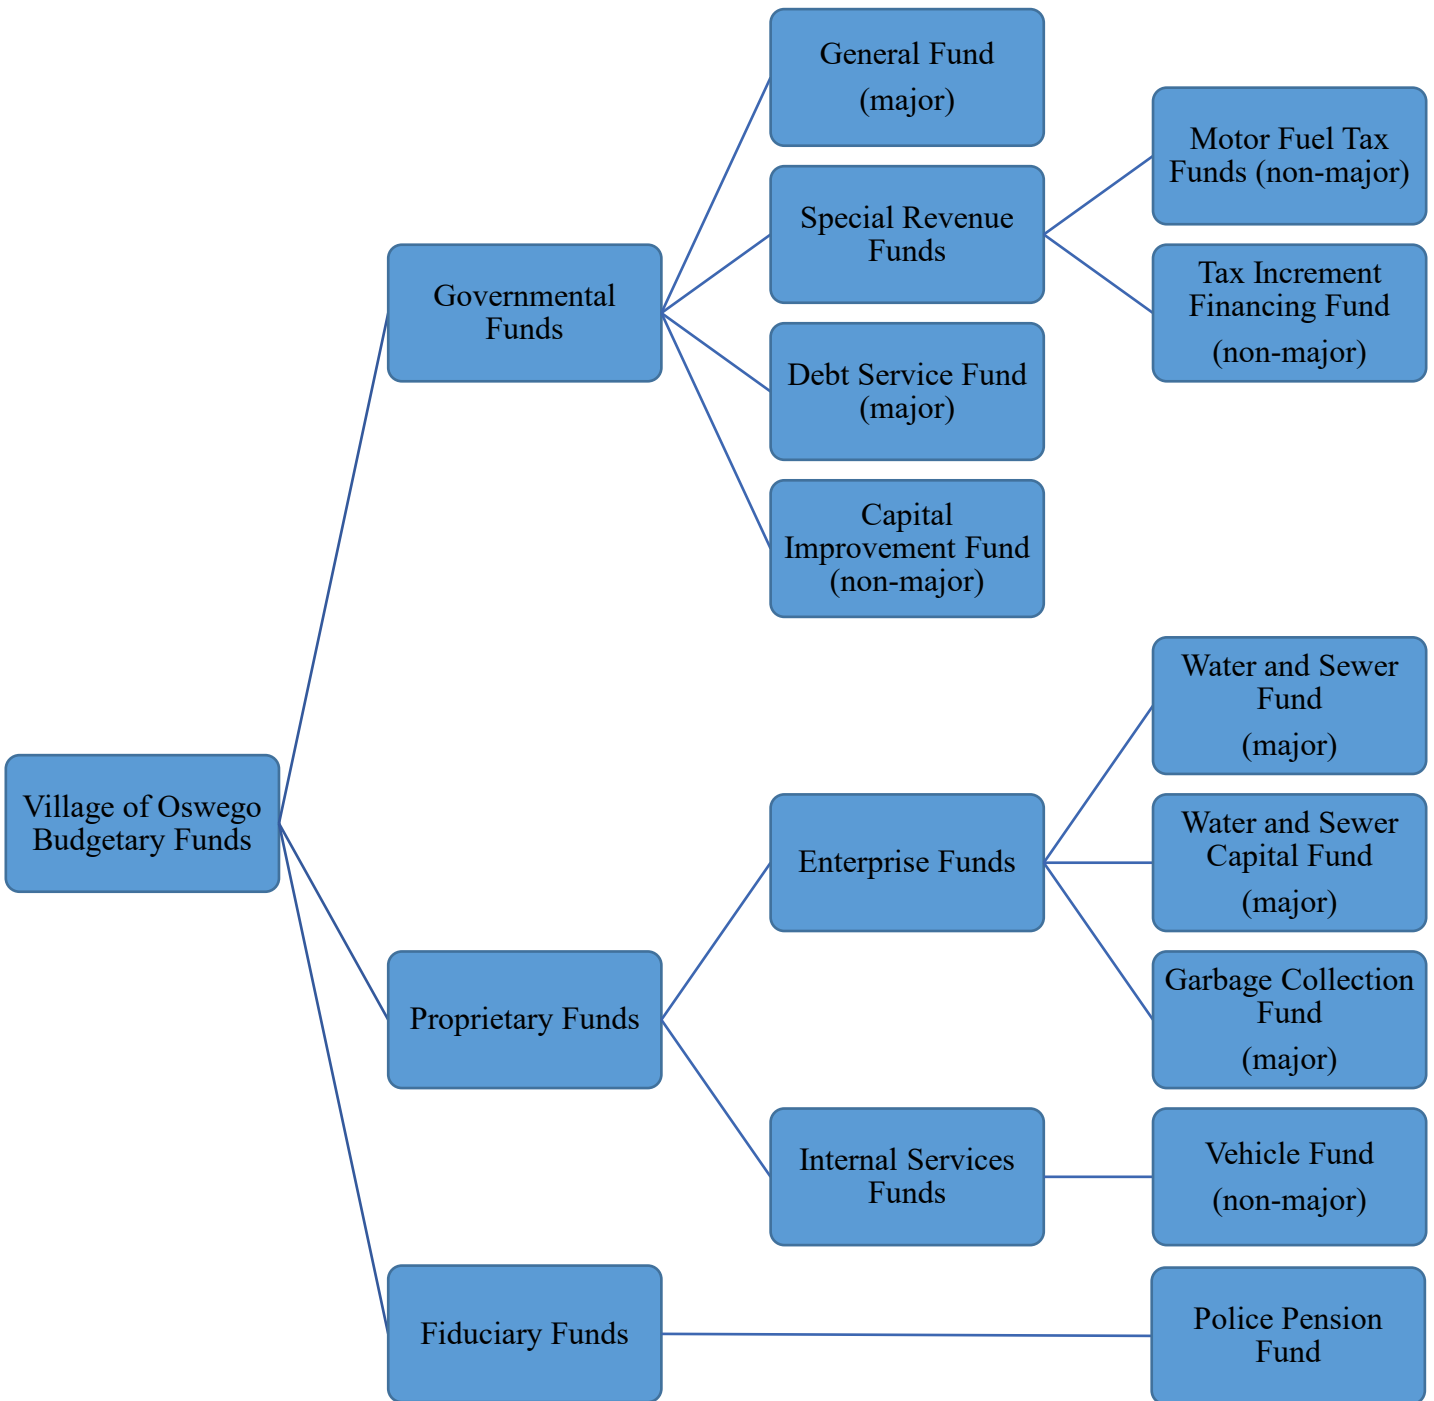 Village of Oswego
Budgetary Funds
Governmental
Funds
General Fund
(major)
Special Revenue
Funds
Motor Fuel Tax
Funds (non-major)
Tax Increment
Financing Fund
(non-major)
Debt Service Fund
(major)
Capital
Improvement Fund
(non-major)
Proprietary Funds
Enterprise Funds
Water and Sewer
Fund
(major)
Water and Sewer
Capital Fund
(major)
Garbage Collection
Fund
(major)
Internal Services
Funds
Vehicle Fund
(non-major)
Fiduciary Funds
Police Pension
Fund